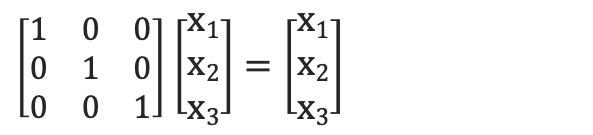 [1 0 0] [x₁] [x₁]
[0 1 0] [x₂] = [x₂]
[0 0 1] [x₃] [x₃]